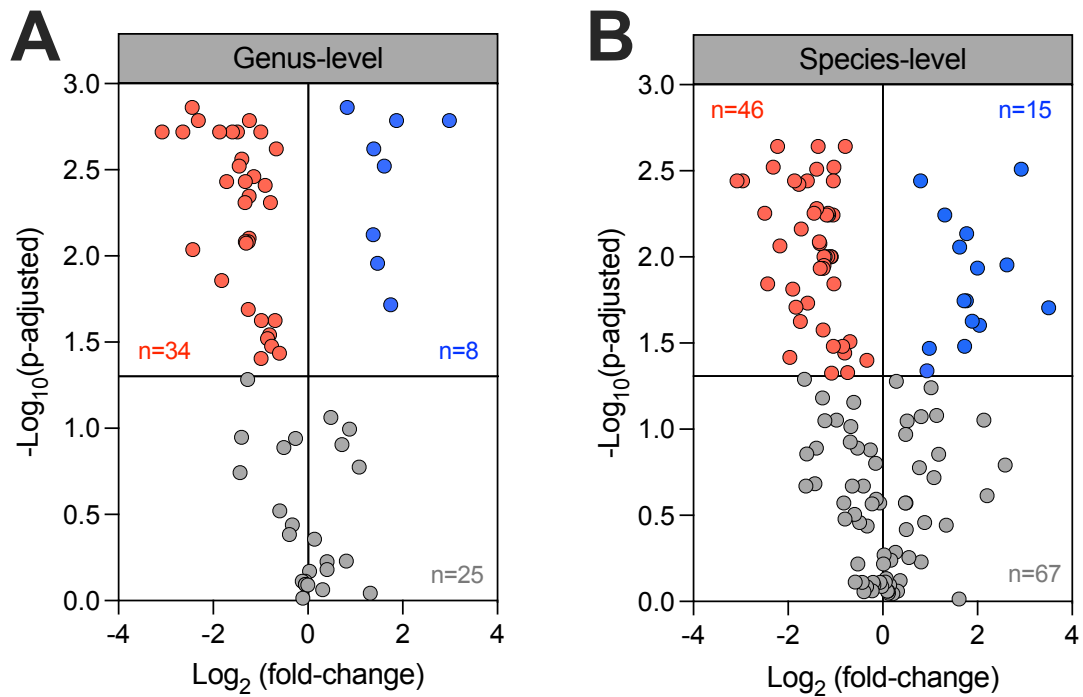 A
Genus-level
3.0
2.5
2.0
1.5
1.0
0.5
0.0
-Log10(p-adjusted)
n=34
n=8
n=25
-4
-2
0
2
4
Log2 (fold-change)
B
Species-level
3.0
2.5
2.0
1.5
1.0
0.5
0.0
-Log10(p-adjusted)
n=46
n=15
n=67
-4
-2
0
2
4
Log2 (fold-change)